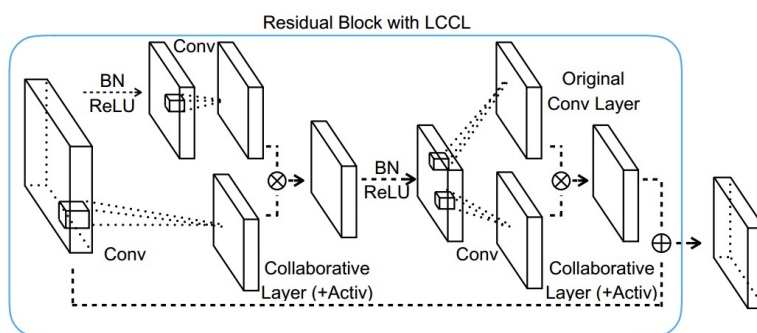 Residual Block with LCCL
Conv
BN
ReLU
Conv
Collaborative
Layer (+Activ)
BN
ReLU
Original
Conv Layer
Conv
Collaborative
Layer (+Activ)